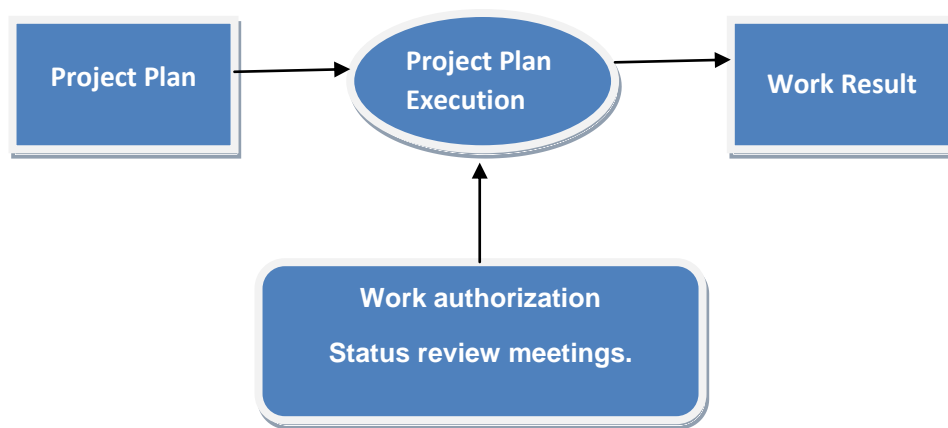 Project Plan
Project Plan
Execution
Work Result
Work authorization
Status review meetings.